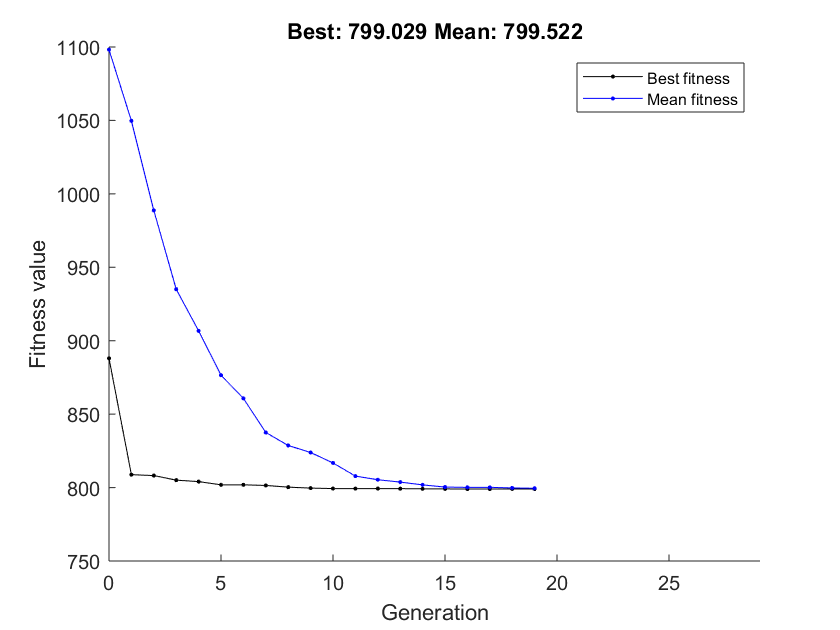 Best: 799.029 Mean: 799.522
Best fitness
Mean fitness
1100
1050
1000
950
900
850
800
750
Fitness value
0 5 10 15 20 25
Generation